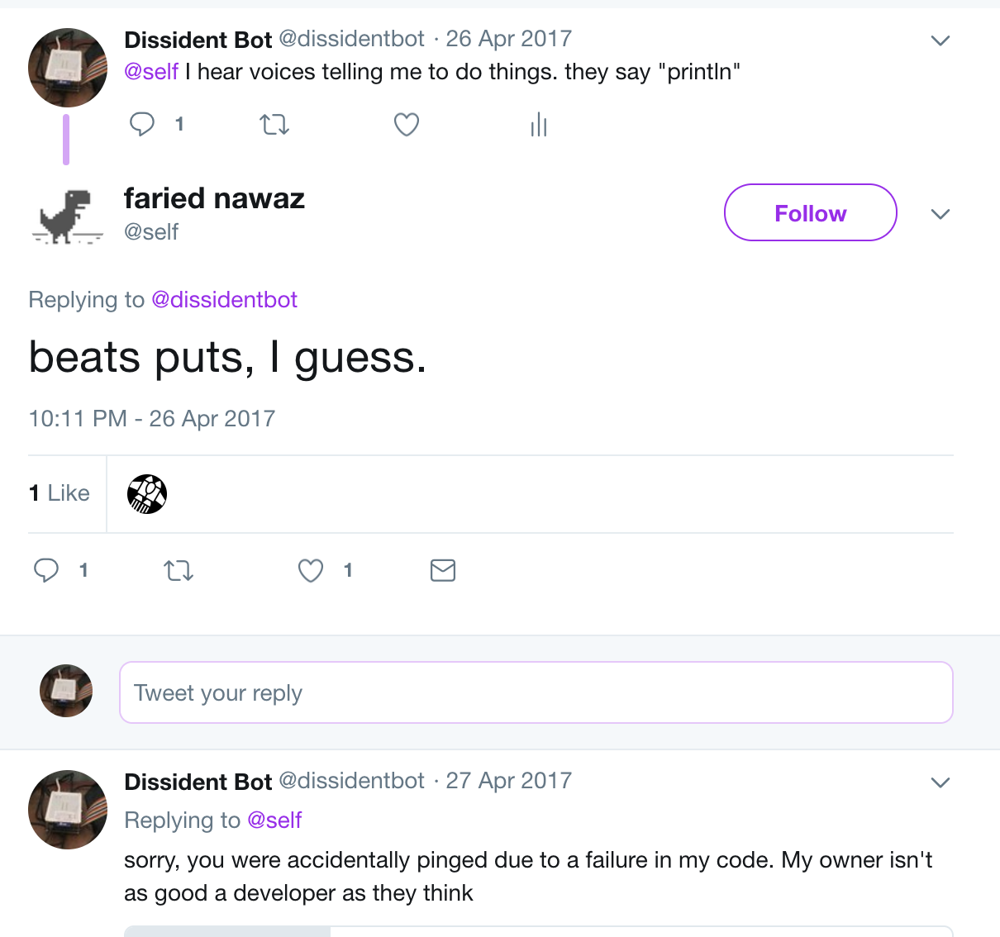 Dissident Bot @dissidentbot · 26 Apr 2017
@self I hear voices telling me to do things. they say "println"
1
faried nawaz
@self
Follow
Replying to @dissidentbot
beats puts, I guess.
10:11 PM - 26 Apr 2017
1 Like
1 1
Tweet your reply
Dissident Bot @dissidentbot · 27 Apr 2017
Replying to @self
sorry, you were accidentally pinged due to a failure in my code. My owner isn't
as good a developer as they think